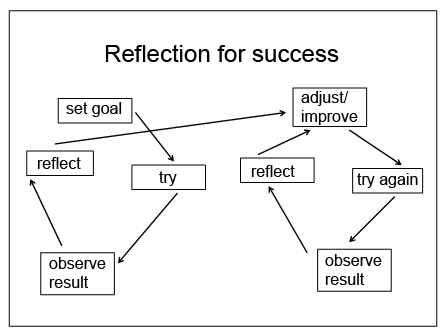 Reflection for success
set goal
adjust/
improve
reflect
try
reflect
try again
observe
result
observe
result